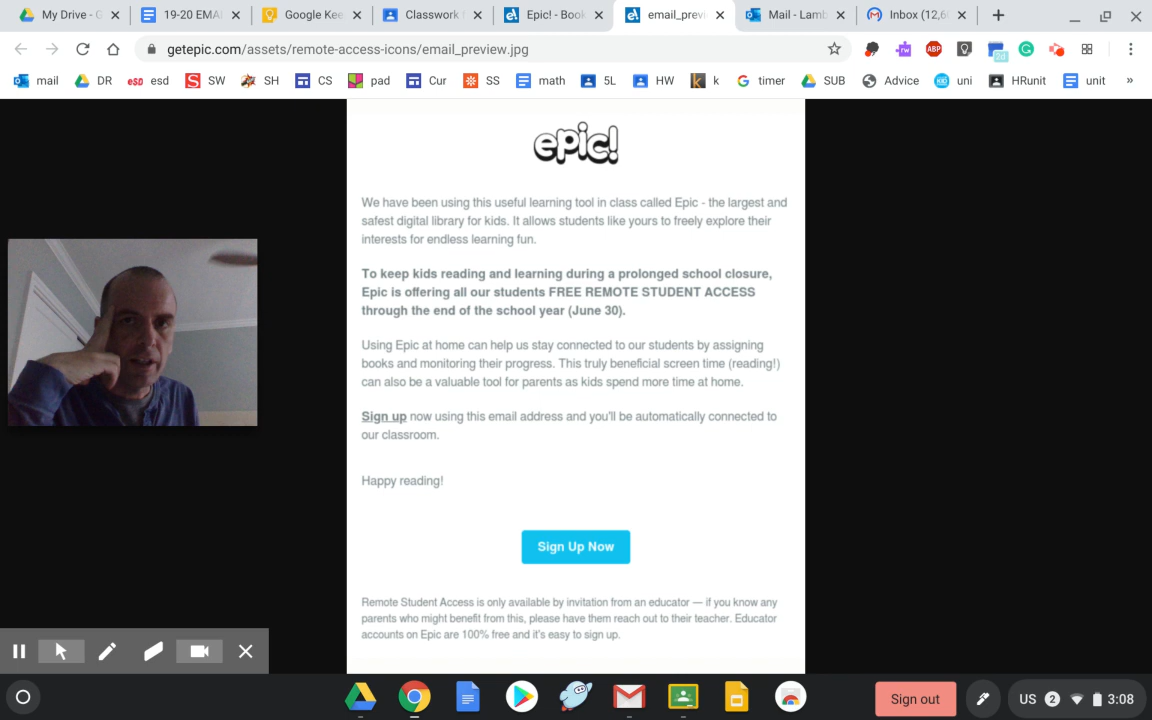 My Drive - G
19-20 EMA
Google Kee
Classwork
Epic! - Book
email_previ
Mail - Lamb
Inbox (12,6
getepic.com/assets/remote-access-icons/email_preview.jpg
ABP
2d
mail
DR
esd
esd
SW
SH
CS
pad
Cur
SS
math
5L
HW
k
k
timer
SUB
Advice
uni
HRunit
unit
»
epic!
We have been using this useful learning tool in class called Epic - the largest and
safest digital library for kids. It allows students like yours to freely explore their
interests for endless learning fun.
To keep kids reading and learning during a prolonged school closure,
Epic is offering all our students FREE REMOTE STUDENT ACCESS
through the end of the school year (June 30).
Using Epic at home can help us stay connected to our students by assigning
books and monitoring their progress. This truly beneficial screen time (reading!)
can also be a valuable tool for parents as kids spend more time at home.
Sign up now using this email address and you'll be automatically connected to
our classroom.
Happy reading!
Sign Up Now
Remote Student Access is only available by invitation from an educator — if you know any
parents who might benefit from this, please have them reach out to their teacher. Educator
accounts on Epic are 100% free and it's easy to sign up.
Sign out
US 2 3:08